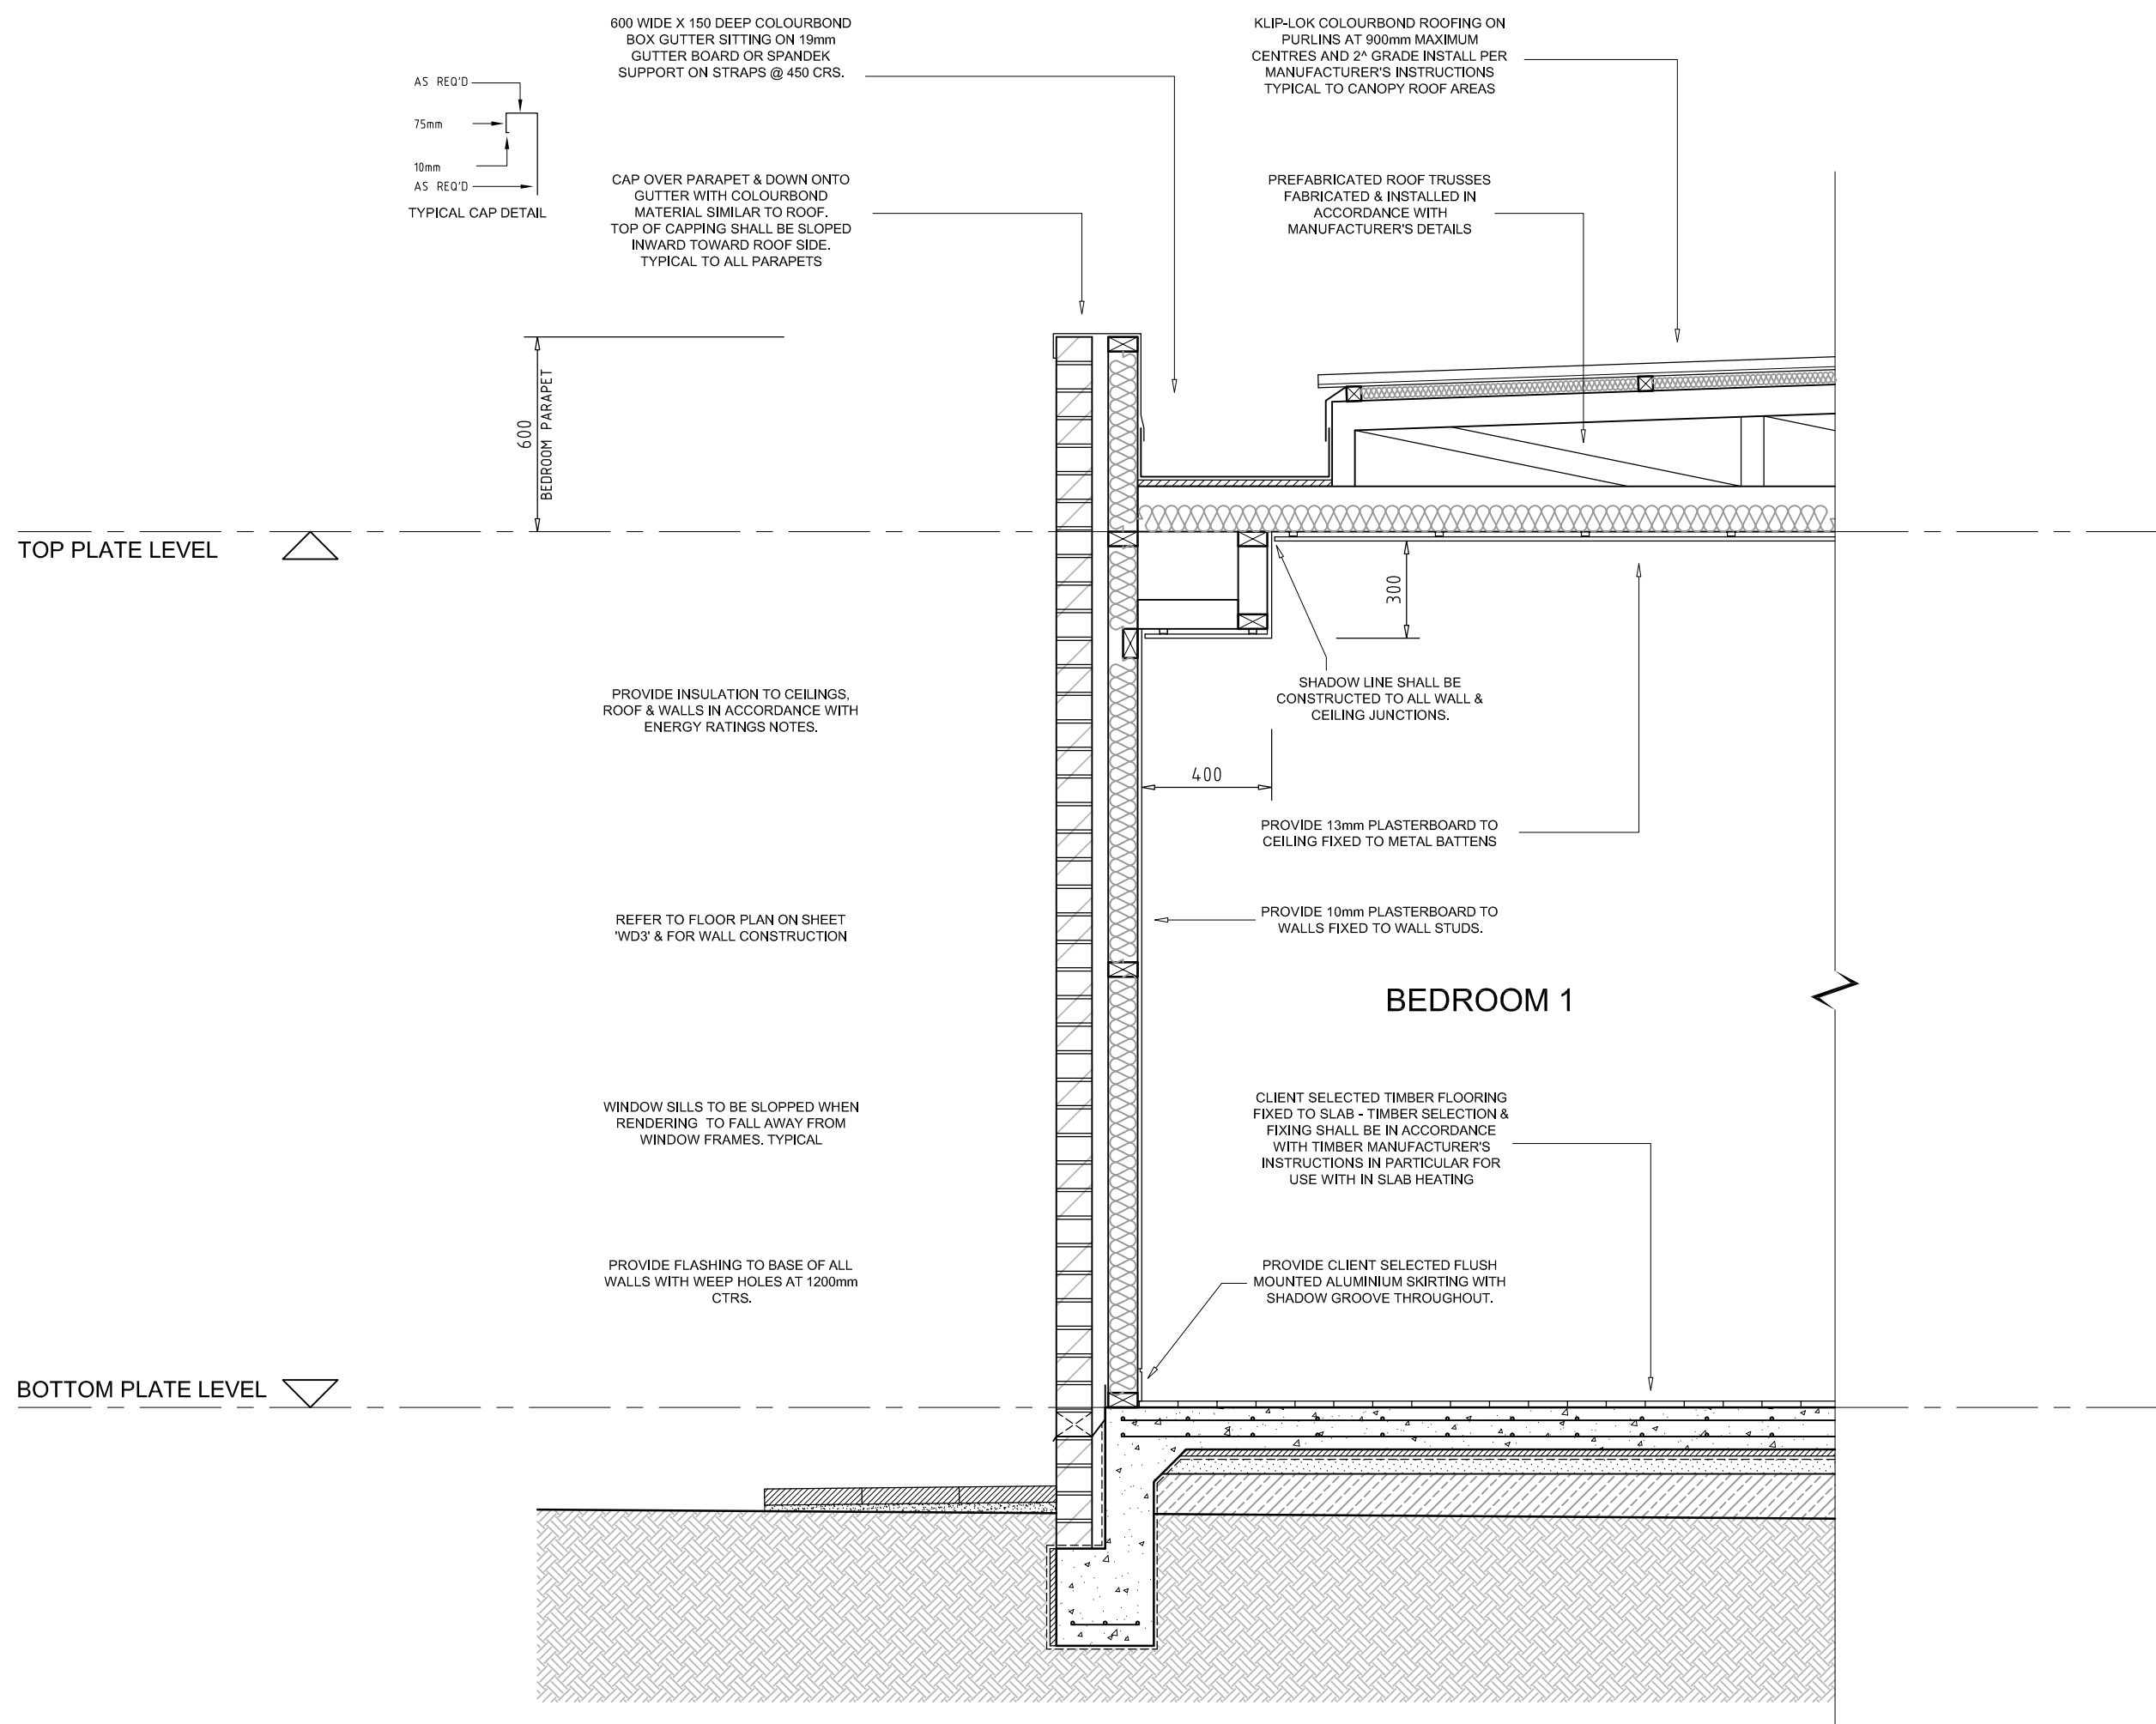 600 WIDE X 150 DEEP COLOURBOND
BOX GUTTER SITTING ON 19mm
GUTTER BOARD OR SPANDEK
SUPPORT ON STRAPS @ 450 CRS.
KLIP-LOK COLOURBOND ROOFING ON
PURLINS AT 900mm MAXIMUM
CENTRES AND 2^ GRADE INSTALL PER
MANUFACTURER'S INSTRUCTIONS
TYPICAL TO CANOPY ROOF AREAS
AS REQ'D
75mm
10mm
AS REQ'D
TYPICAL CAP DETAIL
CAP OVER PARAPET & DOWN ONTO
GUTTER WITH COLOURBOND
MATERIAL SIMILAR TO ROOF.
TOP OF CAPPING SHALL BE SLOPED
INWARD TOWARD ROOF SIDE.
TYPICAL TO ALL PARAPETS
PREFABRICATED ROOF TRUSSES
FABRICATED & INSTALLED IN
ACCORDANCE WITH
MANUFACTURER'S DETAILS
600
BEDROOM PARAPET
TOP PLATE LEVEL
300
PROVIDE INSULATION TO CEILINGS,
ROOF & WALLS IN ACCORDANCE WITH
ENERGY RATINGS NOTES.
SHADOW LINE SHALL BE
CONSTRUCTED TO ALL WALL &
CEILING JUNCTIONS.
400
PROVIDE 13mm PLASTERBOARD TO
CEILING FIXED TO METAL BATTENS
REFER TO FLOOR PLAN ON SHEET
'WD3' & FOR WALL CONSTRUCTION
PROVIDE 10mm PLASTERBOARD TO
WALLS FIXED TO WALL STUDS.
BEDROOM 1
WINDOW SILLS TO BE SLOPPED WHEN
RENDERING TO FALL AWAY FROM
WINDOW FRAMES. TYPICAL
CLIENT SELECTED TIMBER FLOORING
FIXED TO SLAB - TIMBER SELECTION &
FIXING SHALL BE IN ACCORDANCE
WITH TIMBER MANUFACTURER'S
INSTRUCTIONS IN PARTICULAR FOR
USE WITH IN SLAB HEATING
PROVIDE FLASHING TO BASE OF ALL
WALLS WITH WEEP HOLES AT 1200mm
CTRS.
PROVIDE CLIENT SELECTED FLUSH
MOUNTED ALUMINIUM SKIRTING WITH
SHADOW GROOVE THROUGHOUT.
BOTTOM PLATE LEVEL